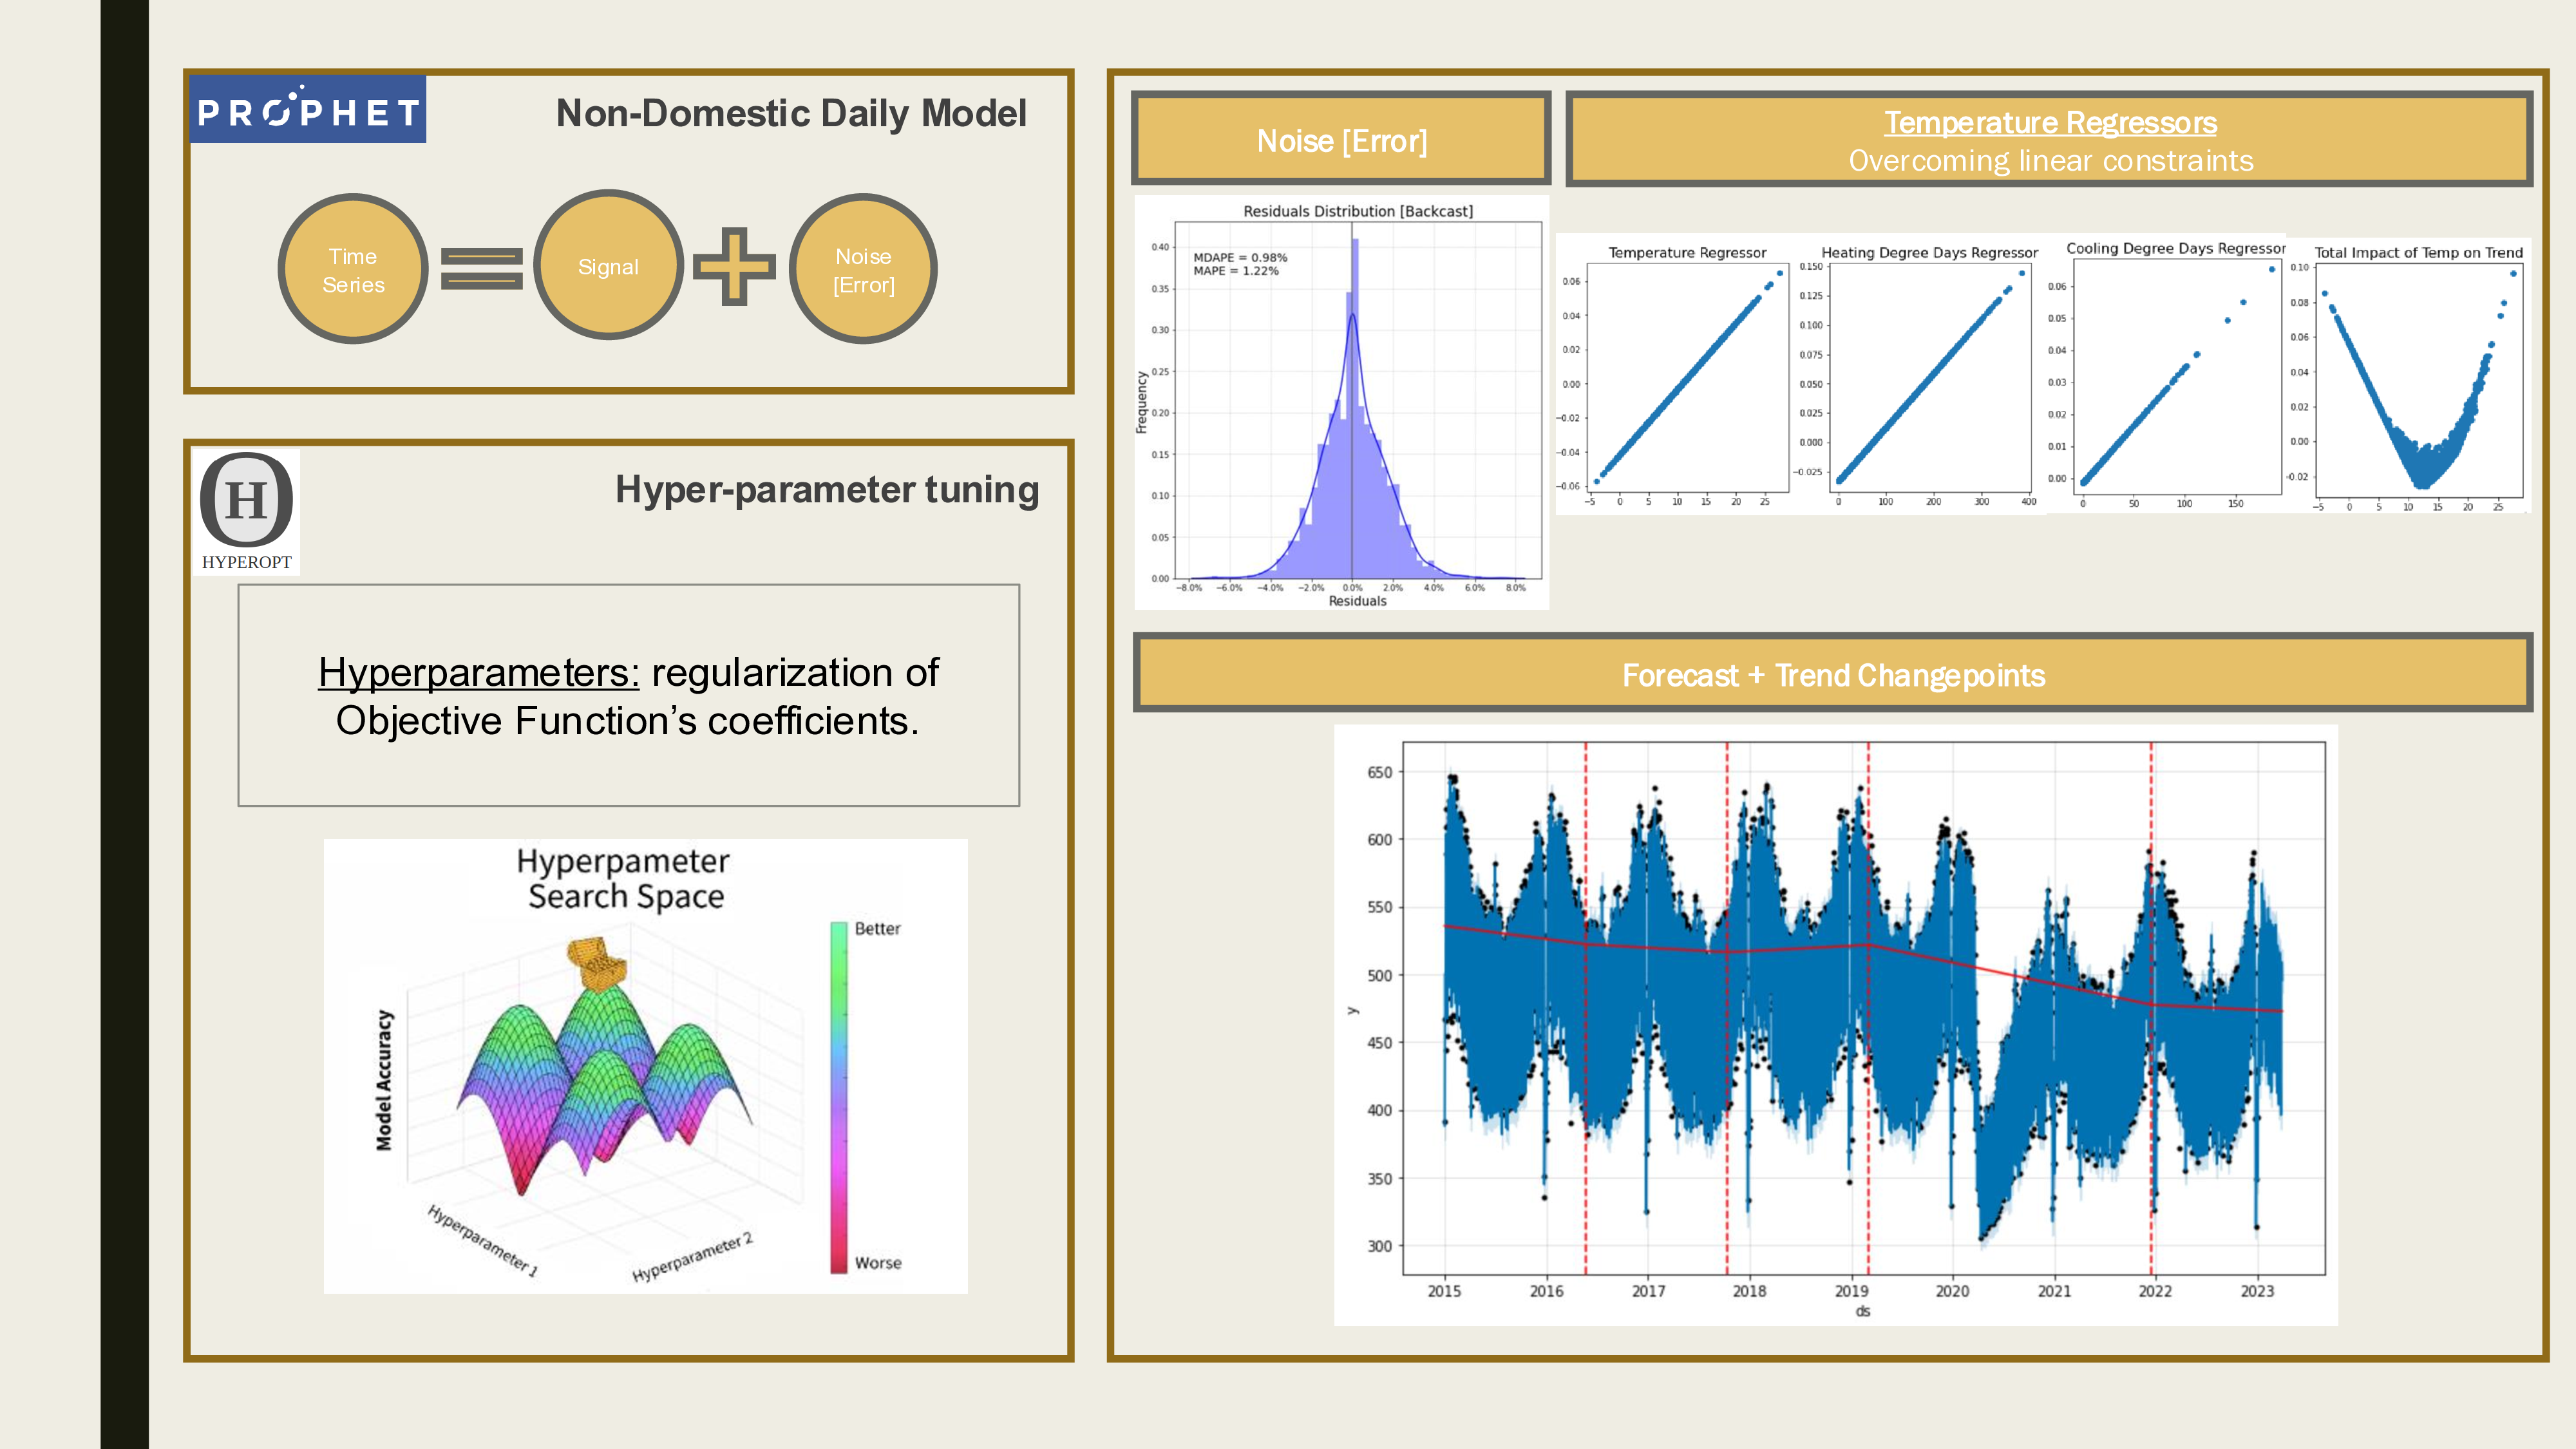 PROPHET
Non-Domestic Daily Model
Time
Series
Signal
Noise
[Error]
H
HYPEROPT
Hyper-parameter tuning
Hyperparameters: regularization of
Objective Function’s coefficients.
Hyperpameter
Search Space
Better
Worse
Model Accuracy
Hyperparameter 1
Hyperparameter 2
Noise [Error]
Residuals Distribution [Backcast]
MDAPE = 0.98%
MAPE = 1.22%
Frequency
0.40
0.35
0.30
0.25
0.20
0.15
0.10
0.05
0.00
−8.0% −6.0% −4.0% −2.0% 0.0% 2.0% 4.0% 6.0% 8.0%
Residuals
Temperature Regressors
Overcoming linear constraints
Temperature Regressor
0.06
0.04
0.02
0.00
−0.02
−0.04
−0.06
−5 0 5 10 15 20 25
Heating Degree Days Regressor
0.150
0.125
0.100
0.075
0.050
0.025
0.000
−0.025
0 100 200 300 400
Cooling Degree Days Regressor
0.06
0.05
0.04
0.03
0.02
0.01
0.00
0 50 100 150
Total Impact of Temp on Trend
0.10
0.08
0.06
0.04
0.02
0.00
-0.02
−5 0 5 10 15 20 25
Forecast + Trend Changepoints
650
600
550
500
450
400
350
300
y
2015 2016 2017 2018 2019 2020 2021 2022 2023
ds